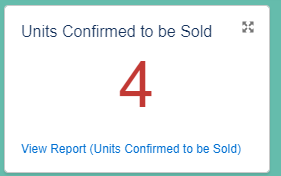 Units Confirmed to be Sold
4
View Report (Units Confirmed to be Sold)